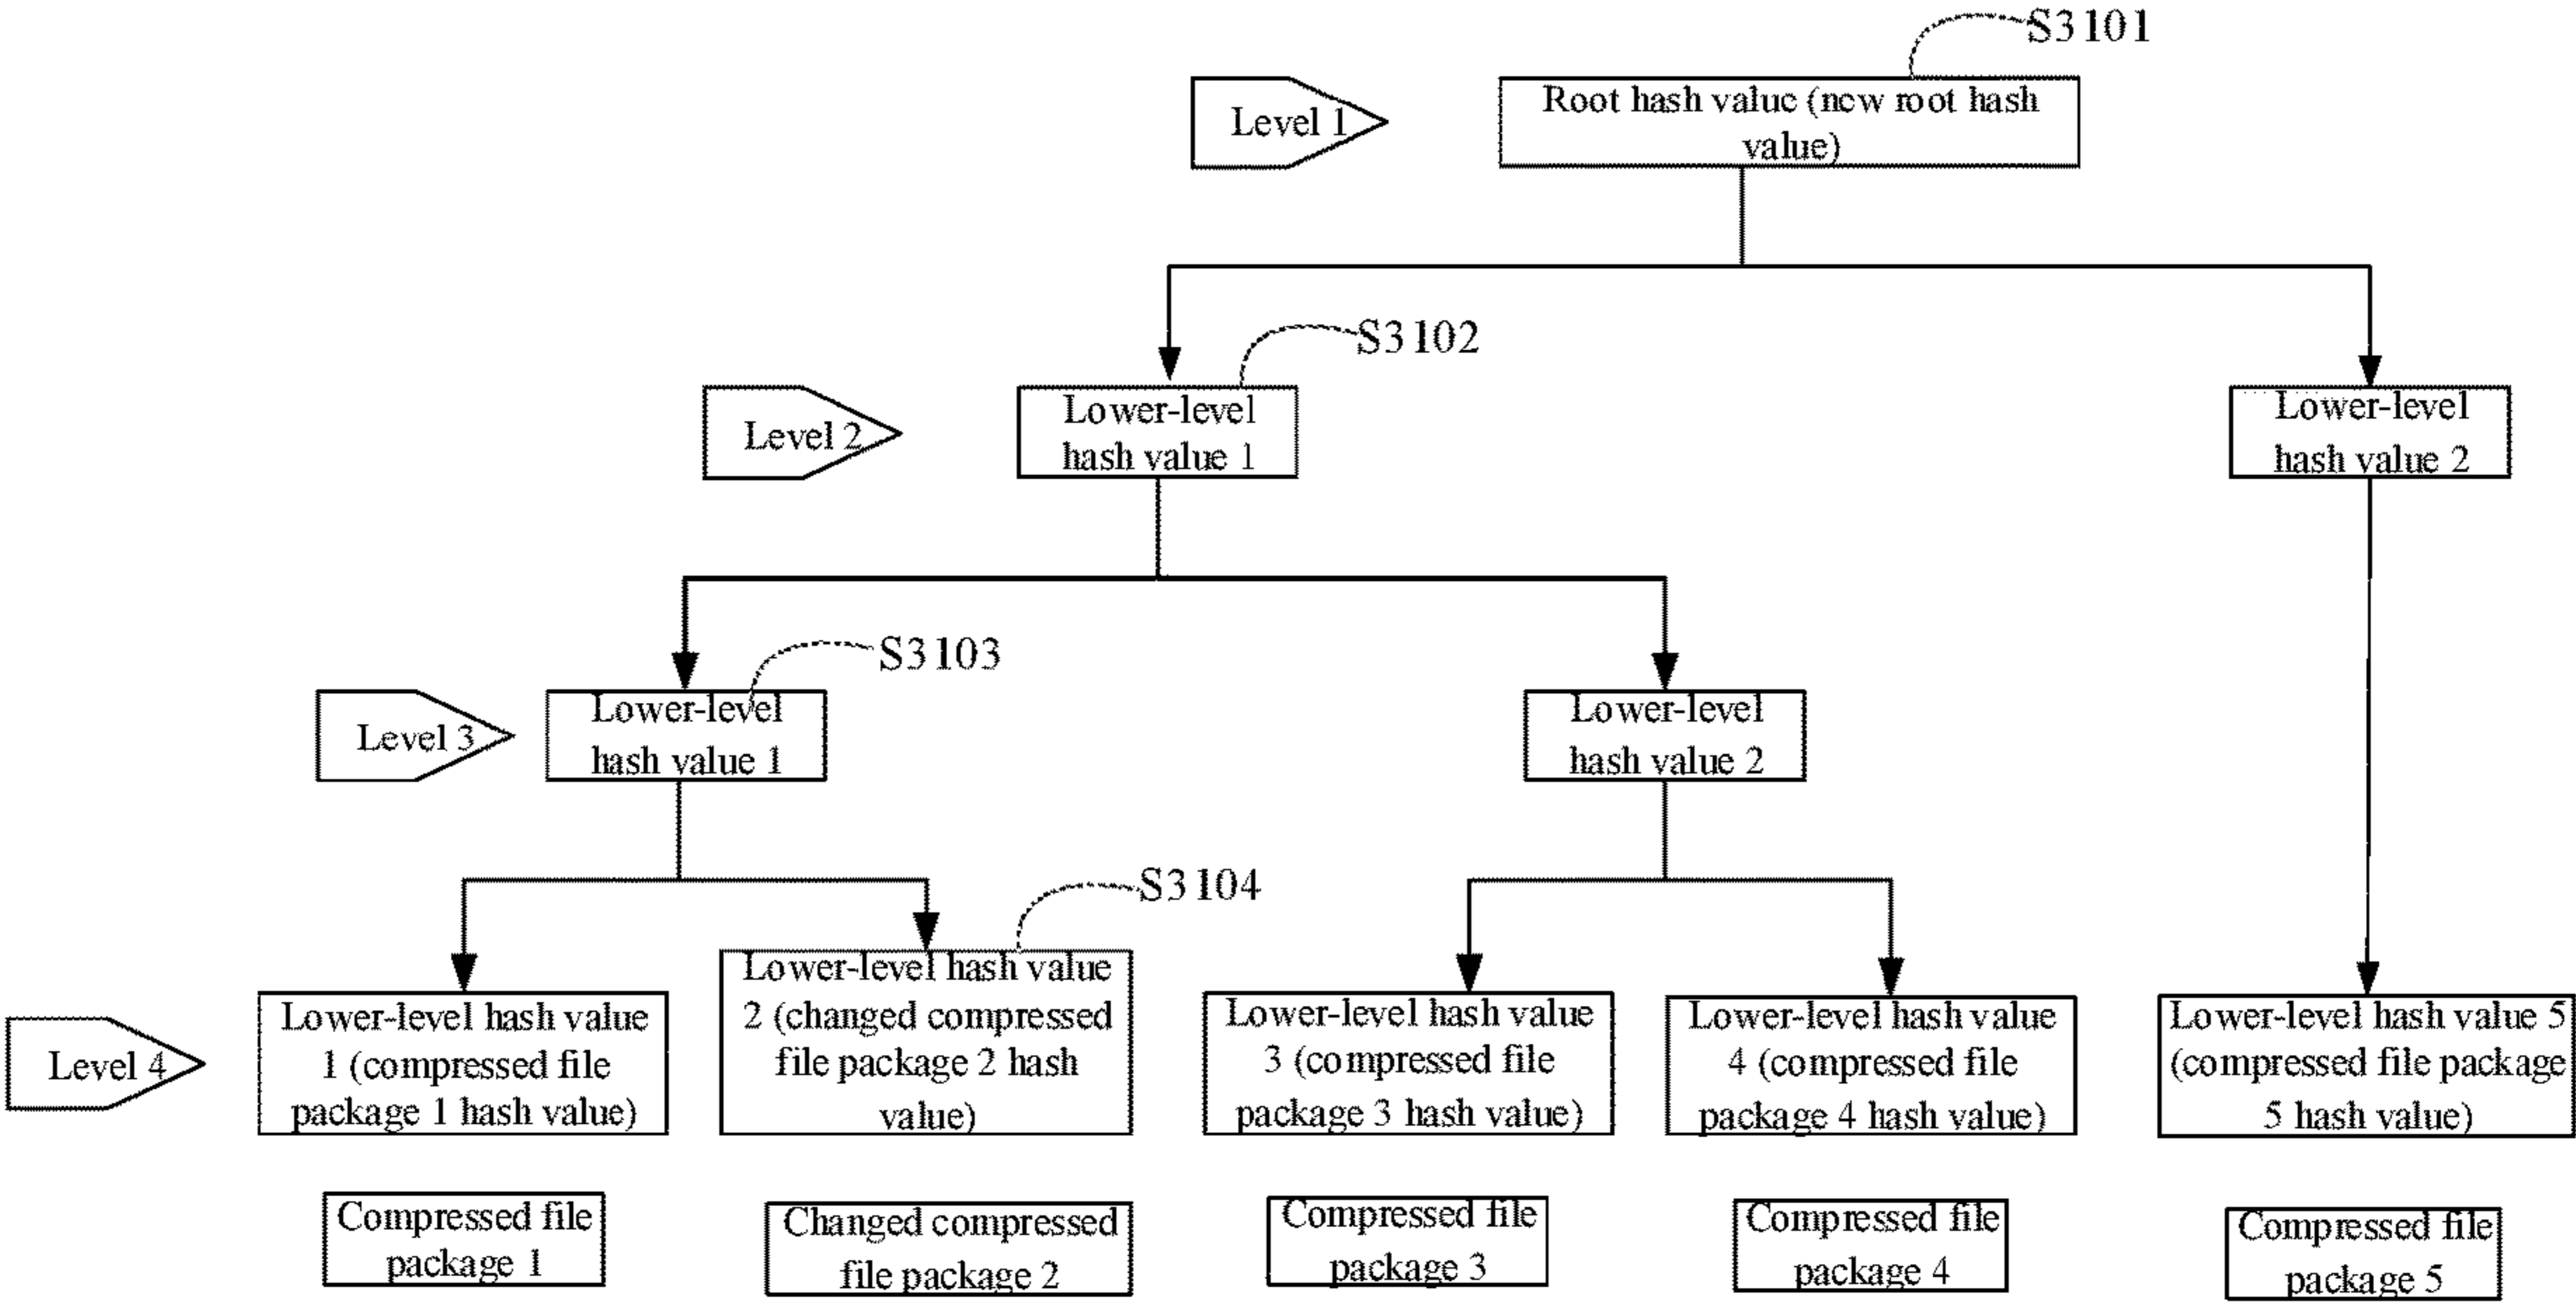 S3101
Level 1
Root hash value (new root hash
value)
S3102
Level 2
Lower-level
hash value 1
Lower-level
hash value 2
S3103
Level 3
Lower-level
hash value 1
Lower-level
hash value 2
S3104
Level 4
Lower-level hash value
1 (compressed file
package 1 hash value)
Lower-level hash value
2 (changed compressed
file package 2 hash
value)
Lower-level hash value
3 (compressed file
package 3 hash value)
Lower-level hash value
4 (compressed file
package 4 hash value)
Lower-level hash value 5
(compressed file package
5 hash value)
Compressed file
package 1
Changed compressed
file package 2
Compressed file
package 3
Compressed file
package 4
Compressed file
package 5